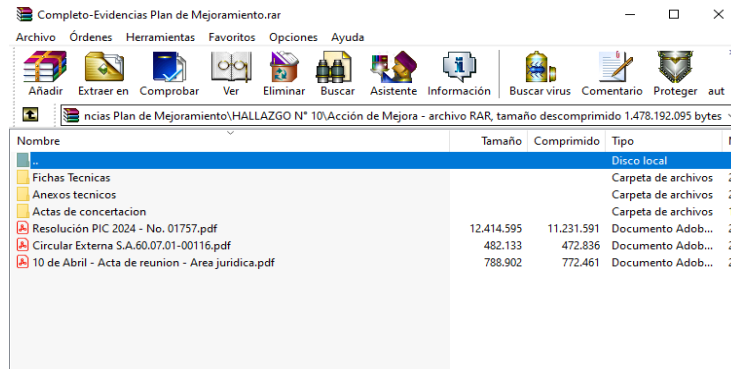 Completo-Evidencias Plan de Mejoramiento.rar
Archivo Órdenes Herramientas Favoritos Opciones Ayuda
Añadir Extraer en Comprobar Ver Eliminar Buscar Asistente Información Buscar virus Comentario Proteger aut
ncias Plan de Mejoramiento\HALLAZGO N° 10\Acción de Mejora - archivo RAR, tamaño descomprimido 1.478.192.095 bytes
Nombre Tamaño Comprimido Tipo
.. Disco local
Fichas Tecnicas Carpeta de archivos 2
Anexos tecnicos Carpeta de archivos 2
Actas de concertacion Carpeta de archivos
Resolución PIC 2024 - No. 01757.pdf 12.414.595 11.231.591 Documento Adob... 2
Circular Externa S.A.60.07.01-00116.pdf 482.133 472.836 Documento Adob... 2
10 de Abril - Acta de reunion - Area juridica.pdf 788.902 772.461 Documento Adob... 2